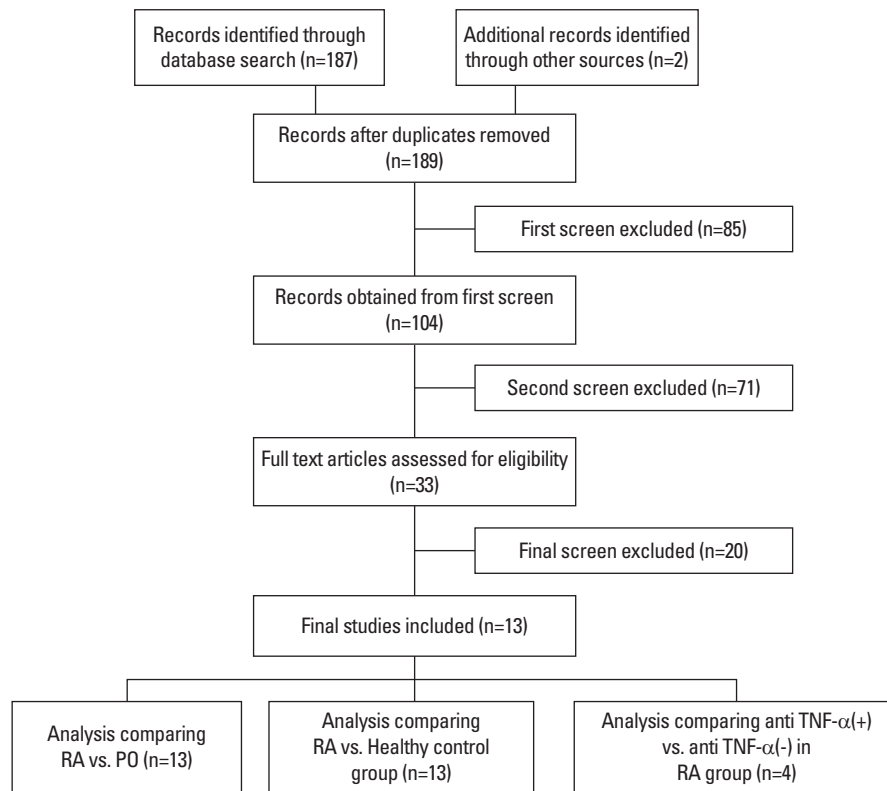 Records identified through
database search (n=187)
Additional records identified
through other sources (n=2)
Records after duplicates removed
(n=189)
First screen excluded (n=85)
Records obtained from first screen
(n=104)
Second screen excluded (n=71)
Full text articles assessed for eligibility
(n=33)
Final screen excluded (n=20)
Final studies included (n=13)
Analysis comparing
RA vs. PO (n=13)
Analysis comparing
RA vs. Healthy control
group (n=13)
Analysis comparing anti TNF-α(+)
vs. anti TNF-α(-) in
RA group (n=4)